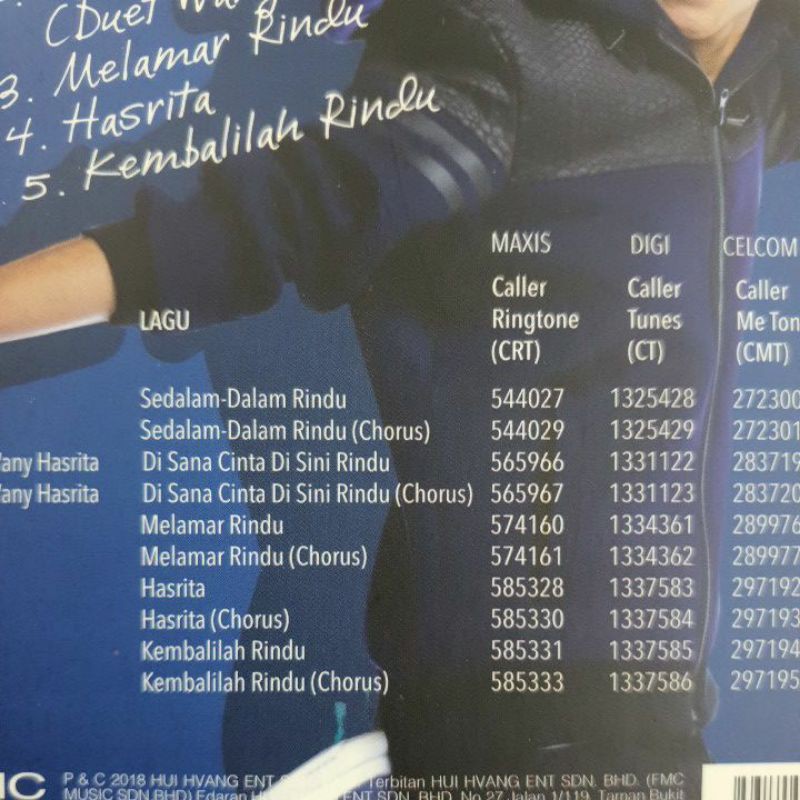 (Duet
3. Melamar Rindu
4. Hasrita
5. Kembalilah Rindu
MAXIS DIGI CELCOM
LAGU Caller Ringtone (CRT) Caller Tunes (CT) Caller Me Ton (CMT)
Sedalam-Dalam Rindu 544027 1325428 272300
Sedalam-Dalam Rindu (Chorus) 544029 1325429 272301
any Hasrita Di Sana Cinta Di Sini Rindu 565966 1331122 283719
any Hasrita Di Sana Cinta Di Sini Rindu (Chorus) 565967 1331123 283720
Melamar Rindu 574160 1334361 289976
Melamar Rindu (Chorus) 574161 1334362 289977
Hasrita 585328 1337583 297192
Hasrita (Chorus) 585330 1337584 297193
Kembalilah Rindu 585331 1337585 297194
Kembalilah Rindu (Chorus) 585333 1337586 297195
P & C 2018 HUI HVANG ENT Terbitan HUI HVANG ENT SDN. BHD. (FMC
MUSIC SDN BHD) Edaran HUI ENT SDN. BHD. No 27 Jalan 1/119, Taman Bukit